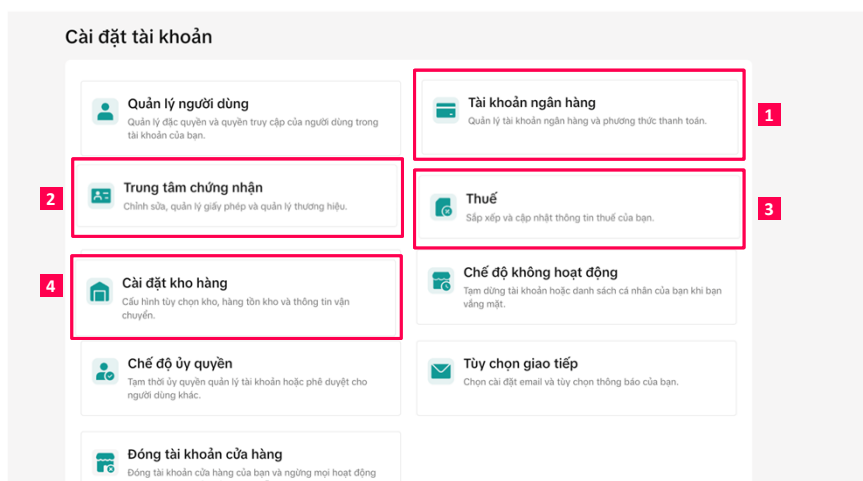 Cài đặt tài khoản
Quản lý người dùng
Quản lý đặc quyền và quyền truy cập của người dùng trong
tài khoản của bạn.
Tài khoản ngân hàng
Quản lý tài khoản ngân hàng và phương thức thanh toán.
1
2
Trung tâm chứng nhận
Chỉnh sửa, quản lý giấy phép và quản lý thương hiệu.
Thuế
Sắp xếp và cập nhật thông tin thuế của bạn.
3
4
Cài đặt kho hàng
Cấu hình tùy chọn kho, hàng tồn kho và thông tin vận
chuyển.
Chế độ không hoạt động
Tạm dừng tài khoản hoặc danh sách cá nhân của bạn khi bạn
vắng mặt.
Chế độ ủy quyền
Tạm thời ủy quyền quản lý tài khoản hoặc phê duyệt cho
người dùng khác.
Tùy chọn giao tiếp
Chọn cài đặt email và tùy chọn thông báo của bạn.
Đóng tài khoản cửa hàng
Đóng tài khoản cửa hàng của bạn và ngừng mọi hoạt động